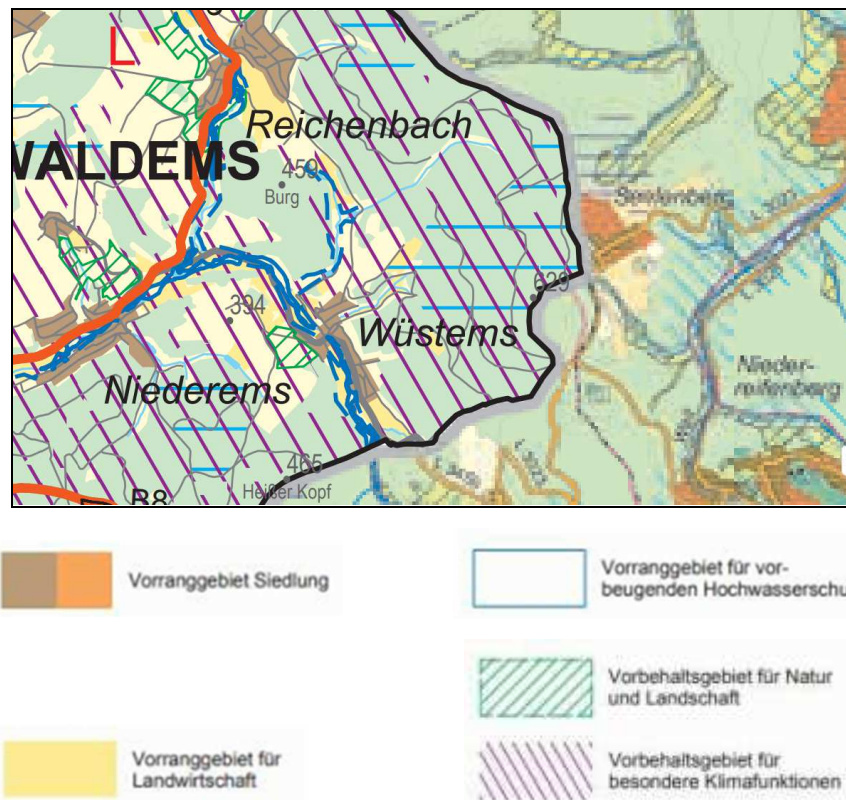 L
Reichenbach
WALDEMS
459
Burg
Seelenberg
629
394
Wüstems
Nieder-
reifenberg
Niederems
465
Heißer Kopf
B8
Vorranggebiet Siedlung
Vorranggebiet für vor-
beugenden Hochwasserschu
Vorbehaltsgebiet für Natur
und Landschaft
Vorranggebiet für
Landwirtschaft
Vorbehaltsgebiet für
besondere Klimafunktionen